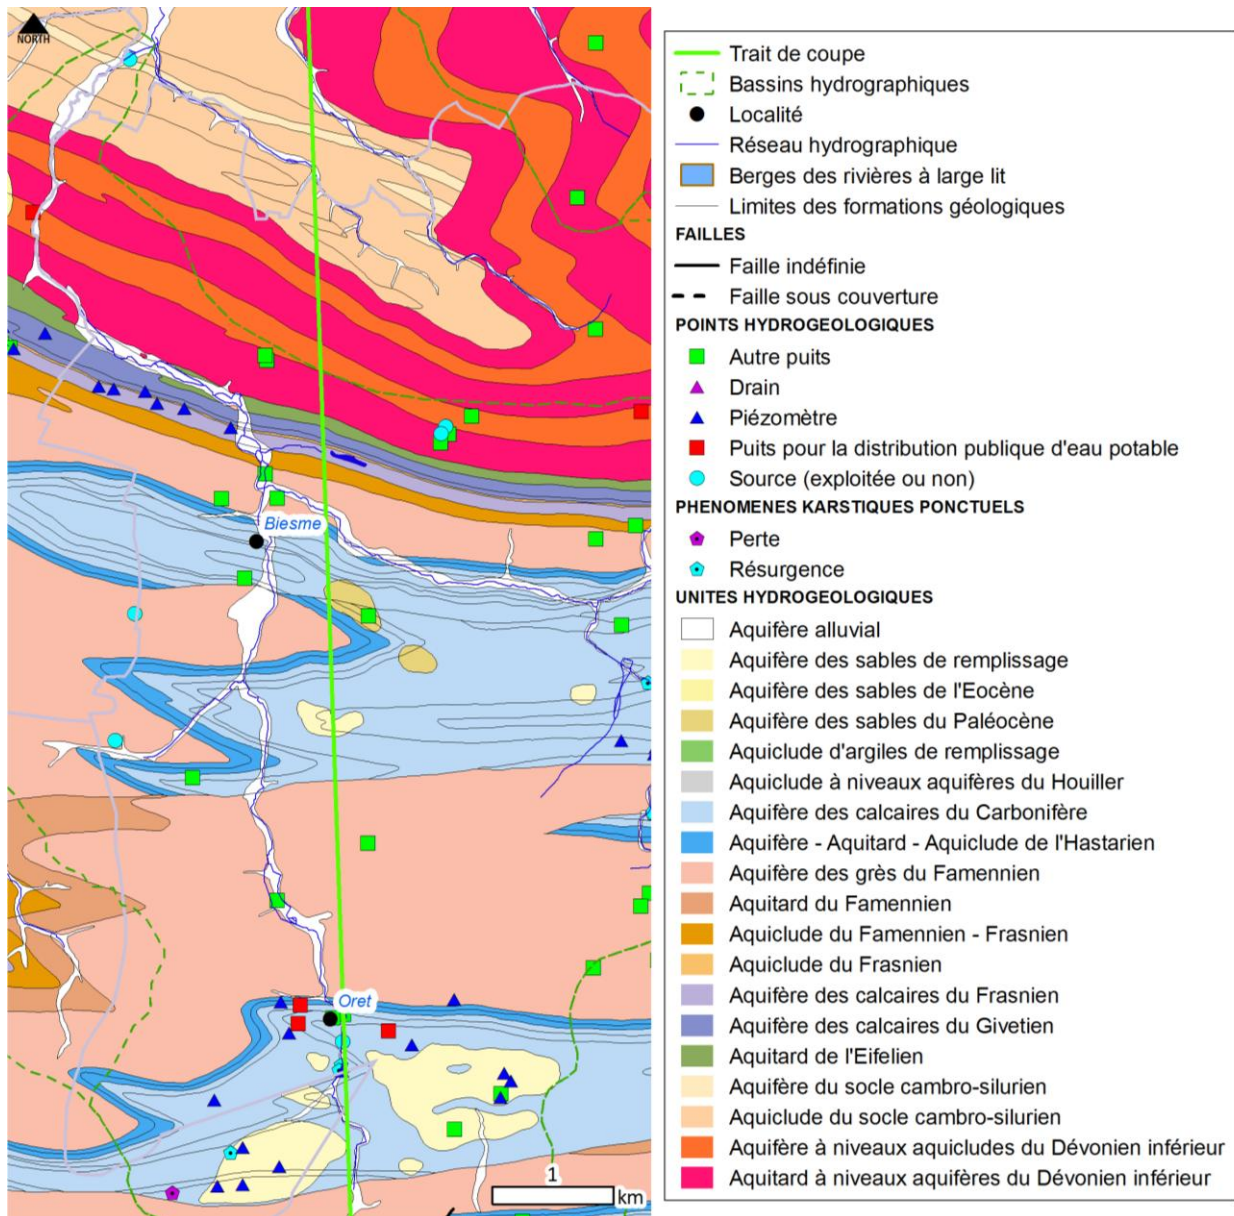 NORTH
Biesme
Oret
1
km
Trait de coupe
Bassins hydrographiques
Localité
Réseau hydrographique
Berges des rivières à large lit
Limites des formations géologiques
FAILLES
Faille indéfinie
Faille sous couverture
POINTS HYDROGEOLOGIQUES
Autre puits
Drain
Piézomètre
Puits pour la distribution publique d'eau potable
Source (exploitée ou non)
PHENOMENES KARSTIQUES PONCTUELS
Perte
Résurgence
UNITES HYDROGEOLOGIQUES
Aquifère alluvial
Aquifère des sables de remplissage
Aquifère des sables de l'Eocène
Aquifère des sables du Paléocène
Aquiclude d'argiles de remplissage
Aquiclude à niveaux aquifères du Houiller
Aquifère des calcaires du Carbonifère
Aquifère - Aquitard - Aquiclude de l'Hastarien
Aquifère des grès du Famennien
Aquitard du Famennien
Aquiclude du Famennien - Frasnien
Aquiclude du Frasnien
Aquifère des calcaires du Frasnien
Aquifère des calcaires du Givetien
Aquitard de l'Eifelien
Aquifère du socle cambro-silurien
Aquiclude du socle cambro-silurien
Aquifère à niveaux aquicludes du Dévonien inférieur
Aquitard à niveaux aquifères du Dévonien inférieur